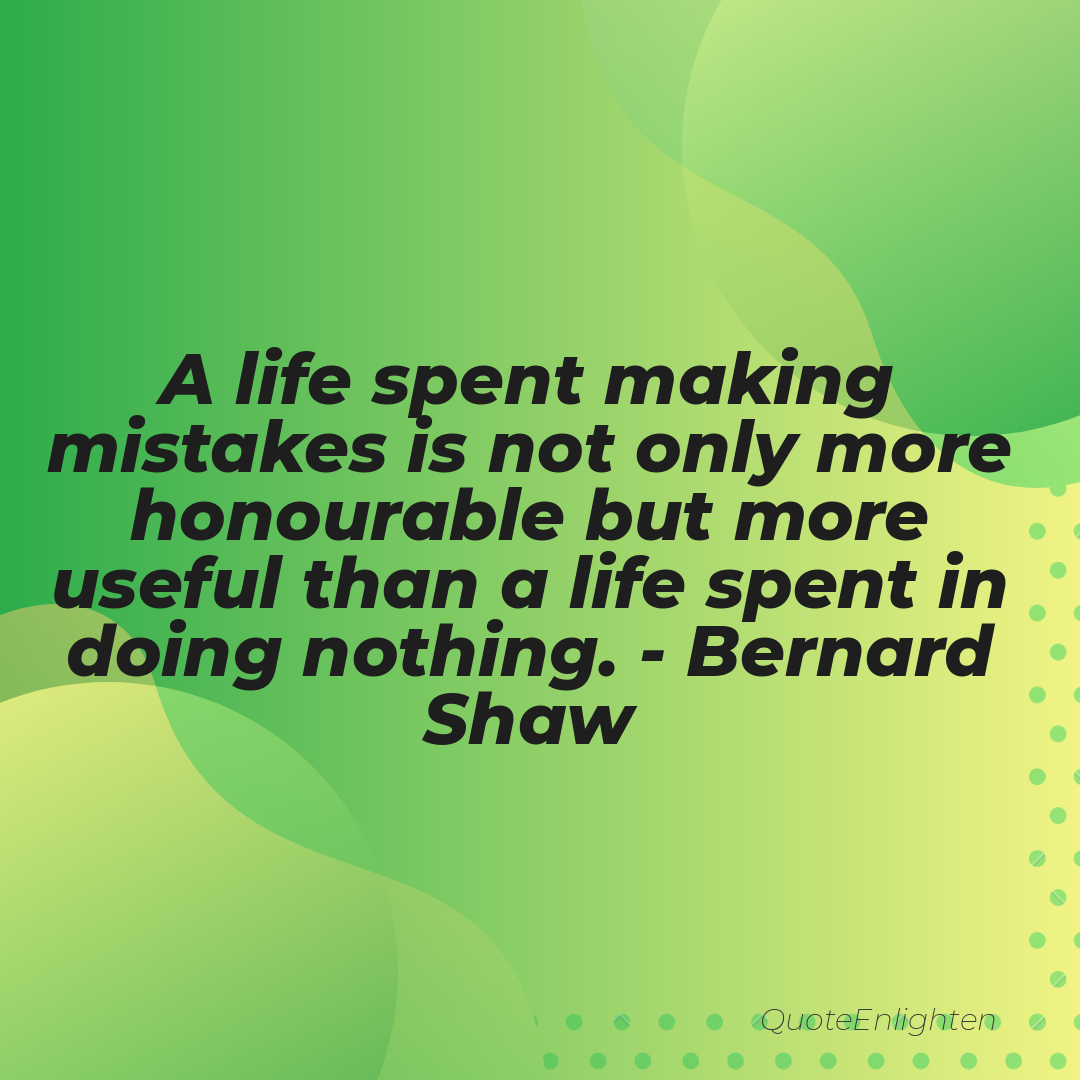 A life spent making
mistakes is not only more
honourable but more
useful than a life spent in
doing nothing. - Bernard
Shaw
QuoteEnlighten